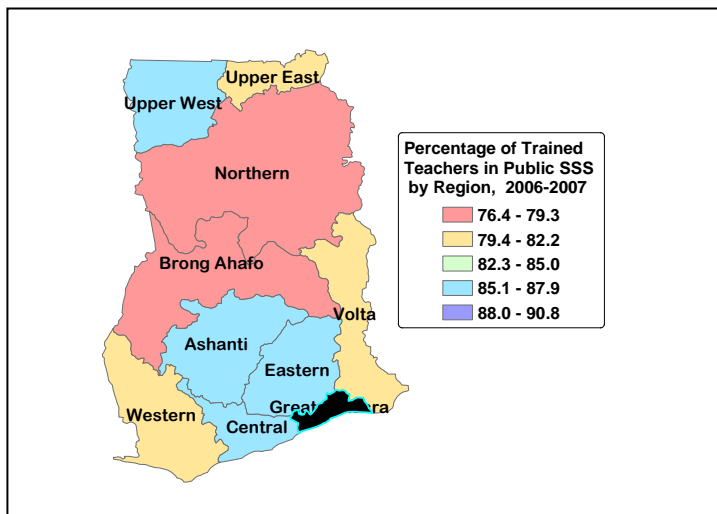 Upper East
Upper West
Northern
Brong Ahafo
Volta
Ashanti
Eastern
Western
Central
Percentage of Trained
Teachers in Public SSS
by Region, 2006-2007
76.4 - 79.3
79.4 - 82.2
82.3 - 85.0
85.1 - 87.9
88.0 - 90.8